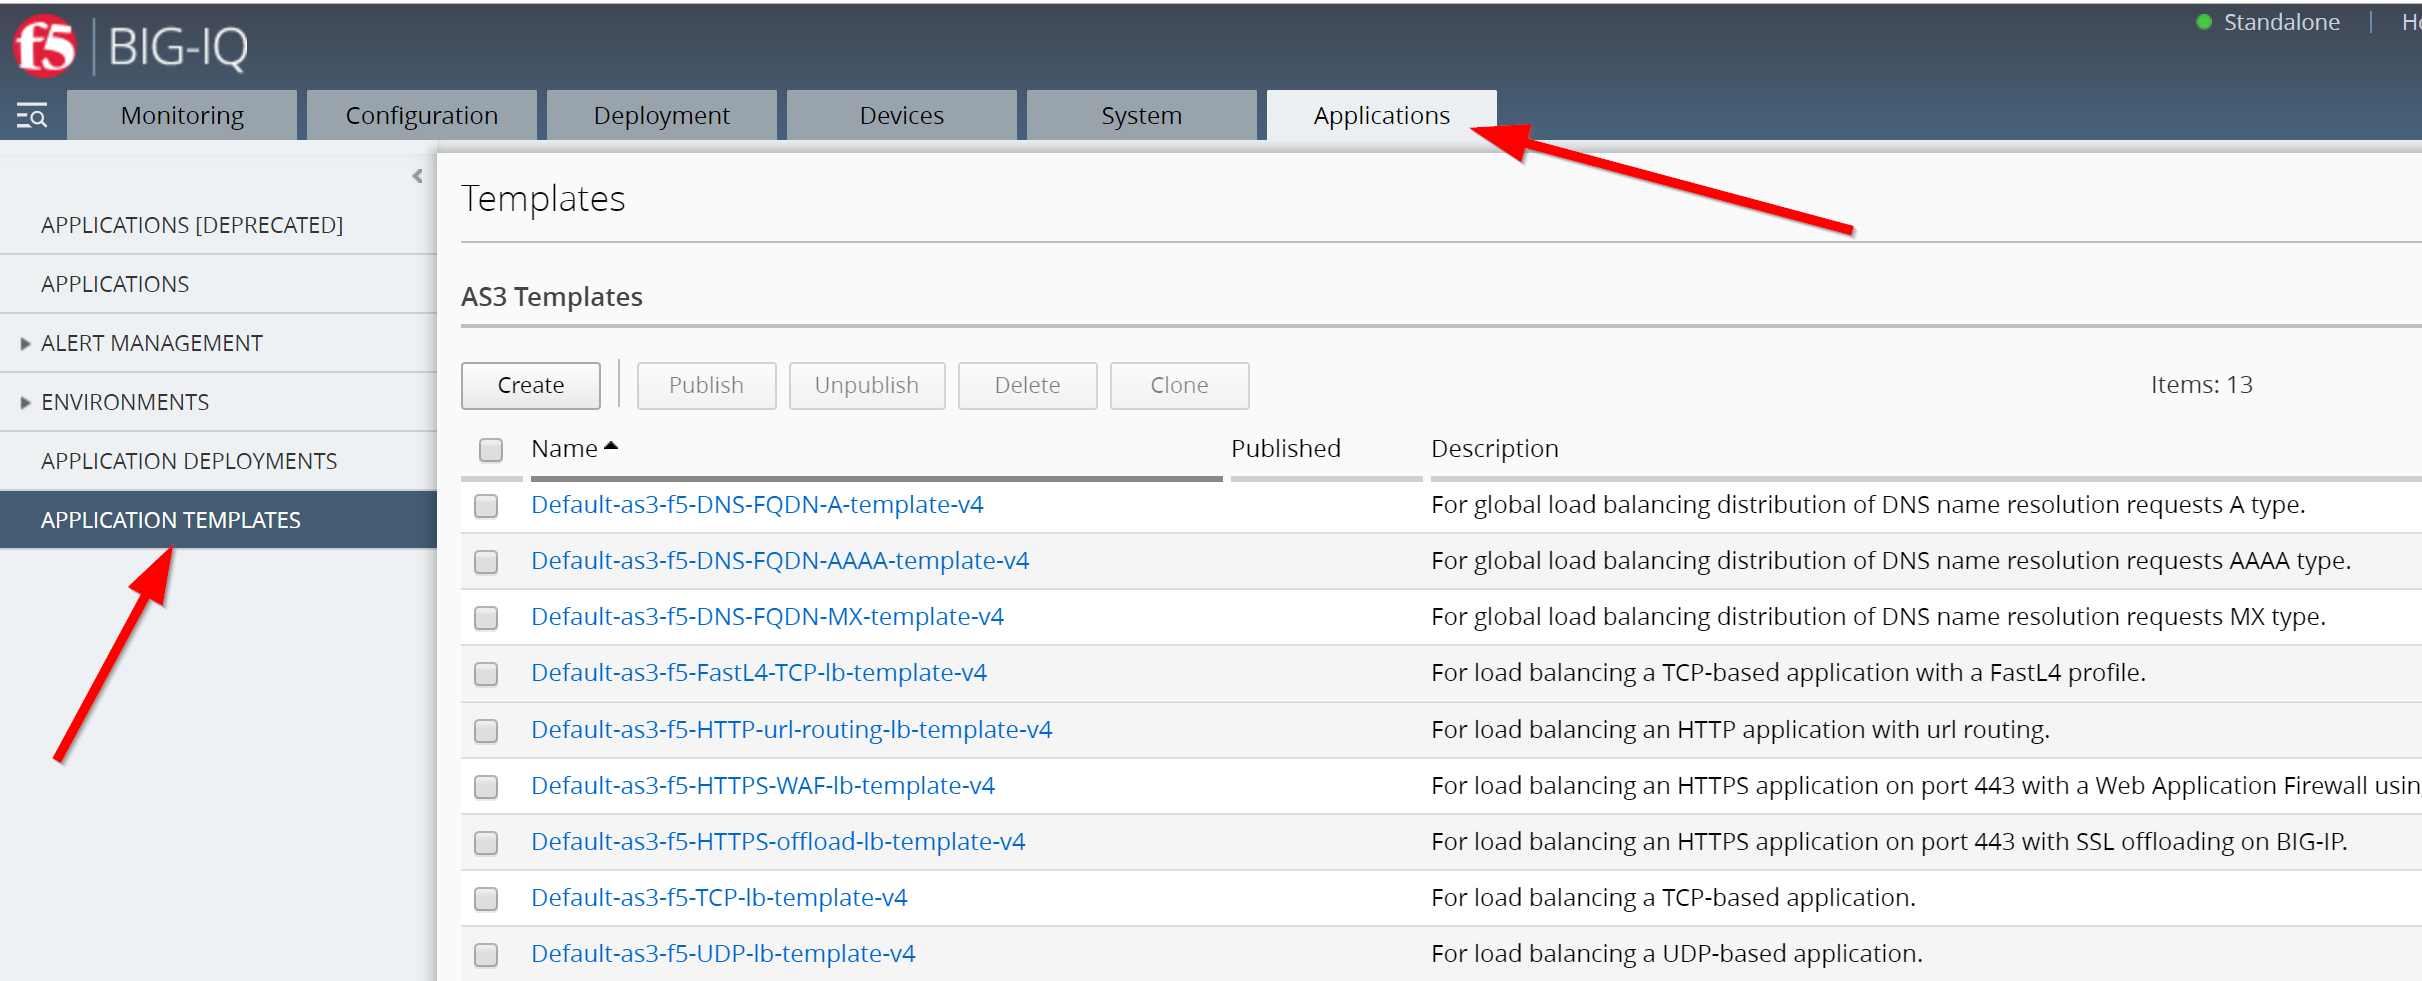 f5 BIG-IQ
Standalone
Monitoring
Configuration
Deployment
Devices
System
Applications
APPLICATIONS [DEPRECATED]
APPLICATIONS
ALERT MANAGEMENT
ENVIRONMENTS
APPLICATION DEPLOYMENTS
APPLICATION TEMPLATES
Templates
AS3 Templates
Create
Publish
Unpublish
Delete
Clone
Items: 13
Name Published Description
Default-as3-f5-DNS-FQDN-A-template-v4 For global load balancing distribution of DNS name resolution requests A type.
Default-as3-f5-DNS-FQDN-AAAA-template-v4 For global load balancing distribution of DNS name resolution requests AAAA type.
Default-as3-f5-DNS-FQDN-MX-template-v4 For global load balancing distribution of DNS name resolution requests MX type.
Default-as3-f5-FastL4-TCP-lb-template-v4 For load balancing a TCP-based application with a FastL4 profile.
Default-as3-f5-HTTP-url-routing-lb-template-v4 For load balancing an HTTP application with url routing.
Default-as3-f5-HTTPS-WAF-lb-template-v4 For load balancing an HTTPS application on port 443 with a Web Application Firewall usin
Default-as3-f5-HTTPS-offload-lb-template-v4 For load balancing an HTTPS application on port 443 with SSL offloading on BIG-IP.
Default-as3-f5-TCP-lb-template-v4 For load balancing a TCP-based application.
Default-as3-f5-UDP-lb-template-v4 For load balancing a UDP-based application.